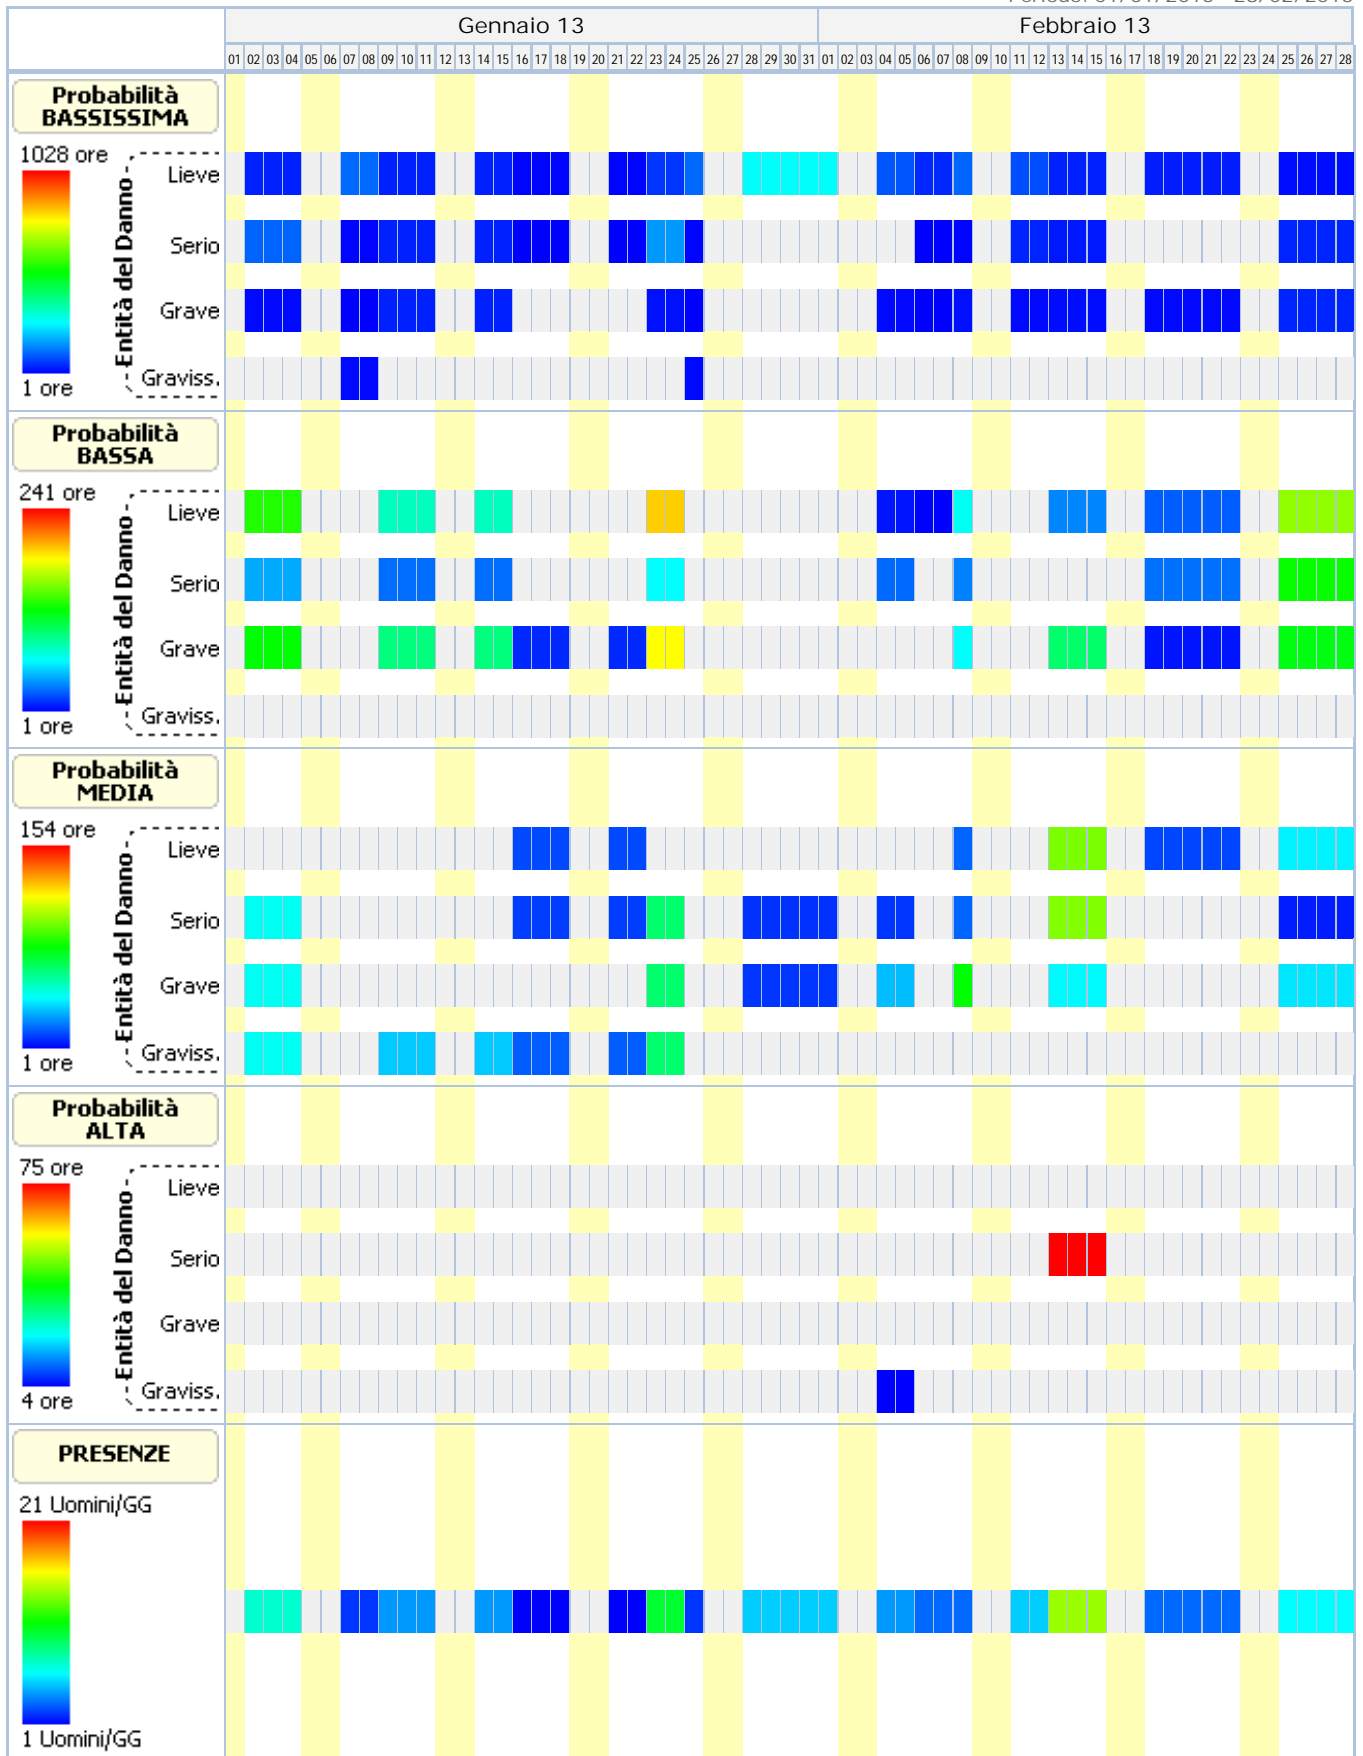 Gennaio 13 Febbraio 13
01 02 03 04 05 06 07 08 09 10 11 12 13 14 15 16 17 18 19 20 21 22 23 24 25 26 27 28 29 30 31 01 02 03 04 05 06 07 08 09 10 11 12 13 14 15 16 17 18 19 20 21 22 23 24 25 26 27 28
Probabilità
BASSISSIMA
1028 ore
Entità del Danno
Lieve
Serio
Grave
Graviss.
1 ore
Probabilità
BASSA
241 ore
Entità del Danno
Lieve
Serio
Grave
Graviss.
1 ore
Probabilità
MEDIA
154 ore
Entità del Danno
Lieve
Serio
Grave
Graviss.
1 ore
Probabilità
ALTA
75 ore
Entità del Danno
Lieve
Serio
Grave
Graviss.
4 ore
PRESENZE
21 Uomini/GG
1 Uomini/GG